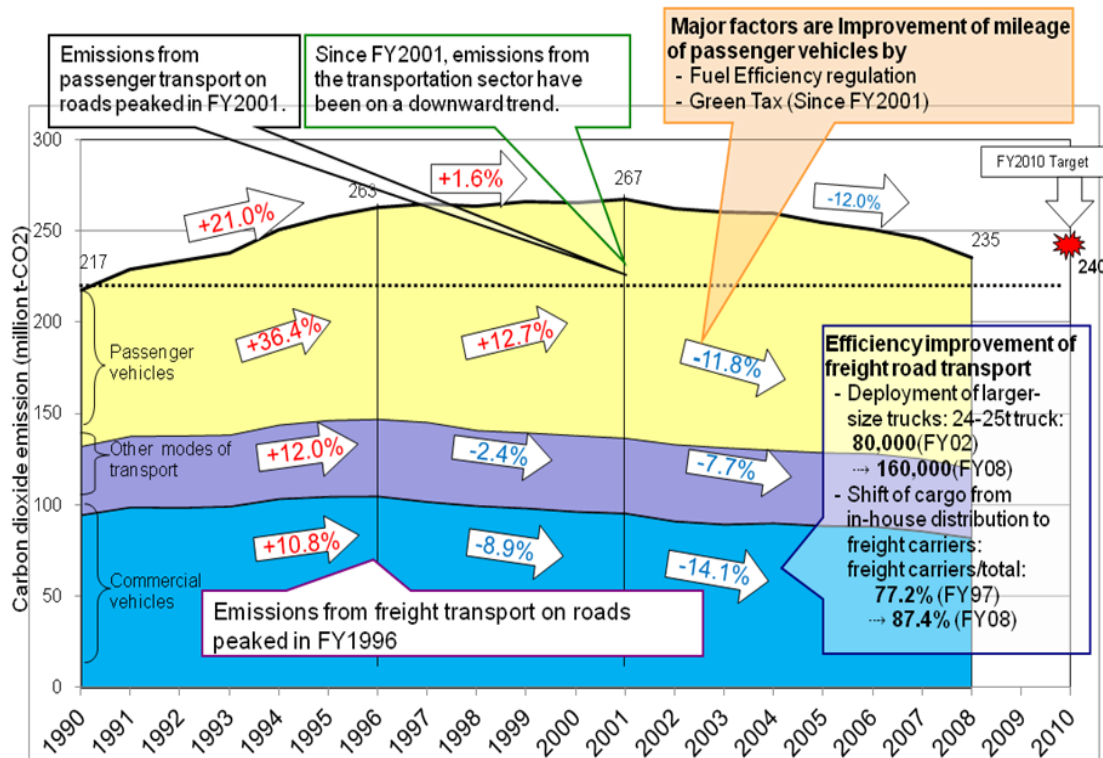 Emissions from
passenger transport on
roads peaked in FY2001.
Since FY2001, emissions from
the transportation sector have
been on a downward trend.
Major factors are Improvement of mileage
of passenger vehicles by
- Fuel Efficiency regulation
- Green Tax (Since FY2001)
FY2010 Target
Carbon dioxide emission (million t-CO2)
300
250
200
150
100
50
0
217
263
267
235
240
+21.0%
+1.6%
-12.0%
+36.4%
+12.7%
-11.8%
+12.0%
-2.4%
-7.7%
+10.8%
-8.9%
-14.1%
Passenger
vehicles
Other modes of
transport
Commercial
vehicles
Emissions from freight transport on roads
peaked in FY1996
Efficiency improvement of
freight road transport
- Deployment of larger-
size trucks: 24-25t truck:
80,000(FY02)
⇢ 160,000(FY08)
- Shift of cargo from
in-house distribution to
freight carriers:
freight carriers/total:
77.2% (FY97)
⇢ 87.4% (FY08)
1990
1991
1992
1993
1994
1995
1996
1997
1998
1999
2000
2001
2002
2003
2004
2005
2006
2007
2008
2009
2010